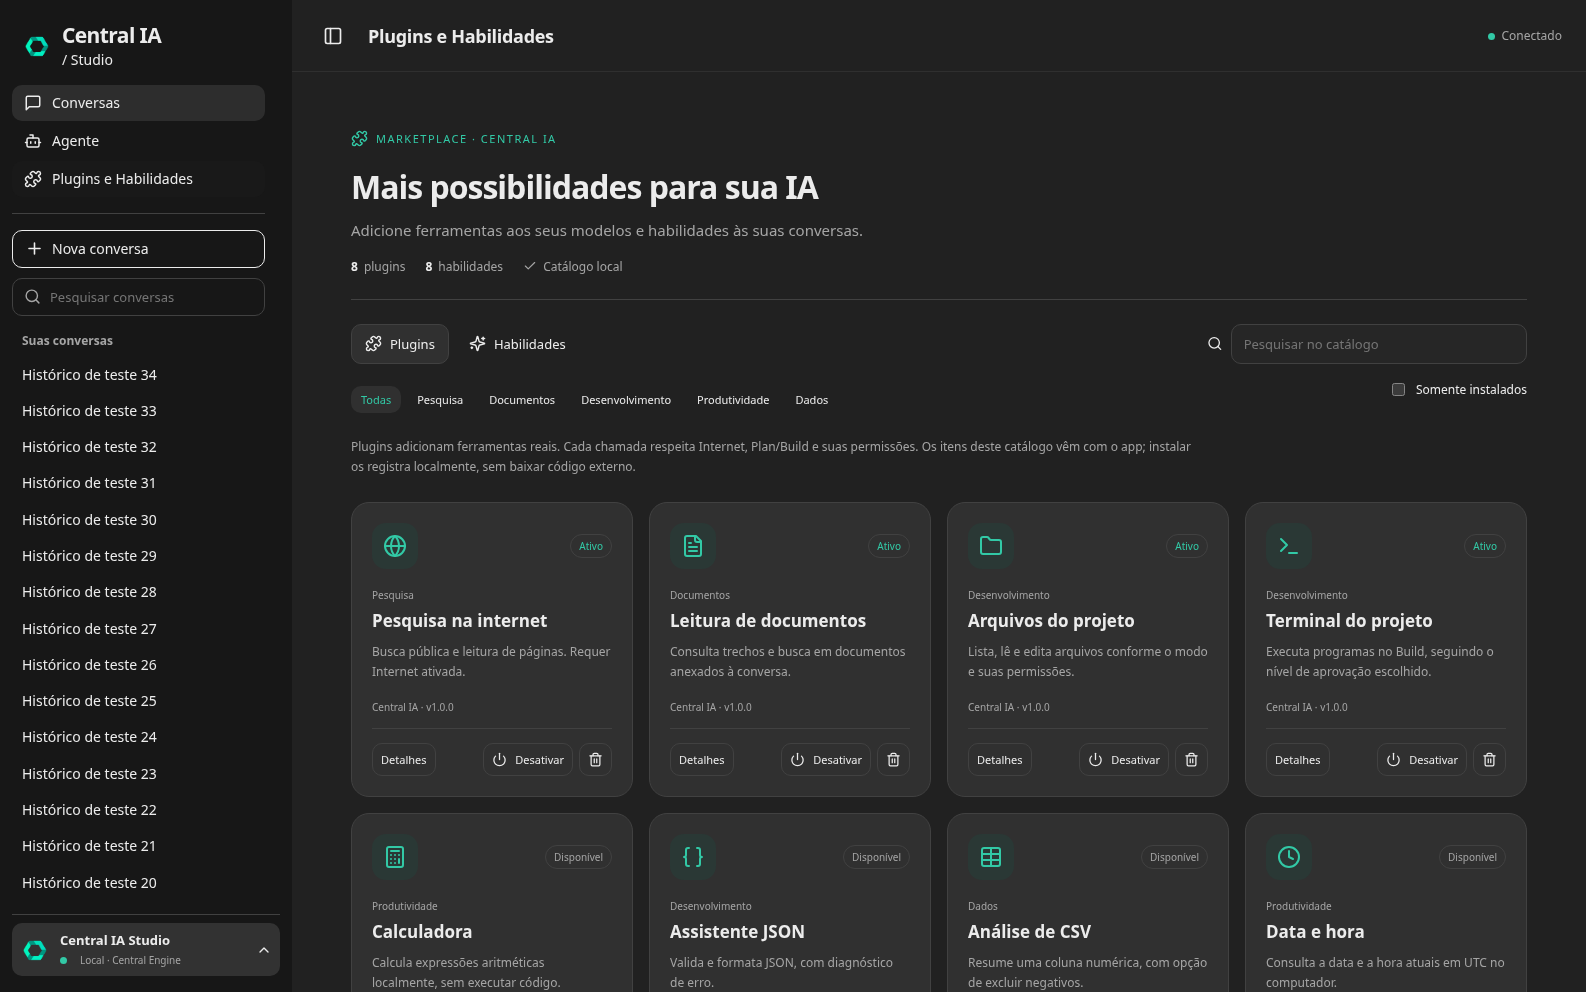 Central IA
/ Studio
Conversas
Agente
Plugins e Habilidades
Nova conversa
Pesquisar conversas
Suas conversas
Histórico de teste 34
Histórico de teste 33
Histórico de teste 32
Histórico de teste 31
Histórico de teste 30
Histórico de teste 29
Histórico de teste 28
Histórico de teste 27
Histórico de teste 26
Histórico de teste 25
Histórico de teste 24
Histórico de teste 23
Histórico de teste 22
Histórico de teste 21
Histórico de teste 20
Central IA Studio
Local · Central Engine
Plugins e Habilidades
Conectado
MARKETPLACE · CENTRAL IA
Mais possibilidades para sua IA
Adicione ferramentas aos seus modelos e habilidades às suas conversas.
8 plugins 8 habilidades Catálogo local
Plugins Habilidades
Pesquisar no catálogo
Todas Pesquisa Documentos Desenvolvimento Produtividade Dados
Somente instalados
Plugins adicionam ferramentas reais. Cada chamada respeita Internet, Plan/Build e suas permissões. Os itens deste catálogo vêm com o app; instalar
os registra localmente, sem baixar código externo.
Ativo
Pesquisa
Pesquisa na internet
Busca pública e leitura de páginas. Requer
Internet ativada.
Central IA · v1.0.0
Detalhes Desativar
Ativo
Documentos
Leitura de documentos
Consulta trechos e busca em documentos
anexados à conversa.
Central IA · v1.0.0
Detalhes Desativar
Ativo
Desenvolvimento
Arquivos do projeto
Lista, lê e edita arquivos conforme o modo
e suas permissões.
Central IA · v1.0.0
Detalhes Desativar
Ativo
Desenvolvimento
Terminal do projeto
Executa programas no Build, seguindo o
nível de aprovação escolhido.
Central IA · v1.0.0
Detalhes Desativar
Disponível
Produtividade
Calculadora
Calcula expressões aritméticas
localmente, sem executar código.
Disponível
Desenvolvimento
Assistente JSON
Valida e formata JSON, com diagnóstico
de erro.
Disponível
Dados
Análise de CSV
Resume uma coluna numérica, com opção
de excluir negativos.
Disponível
Produtividade
Data e hora
Consulta a data e a hora atuais em UTC no
computador.